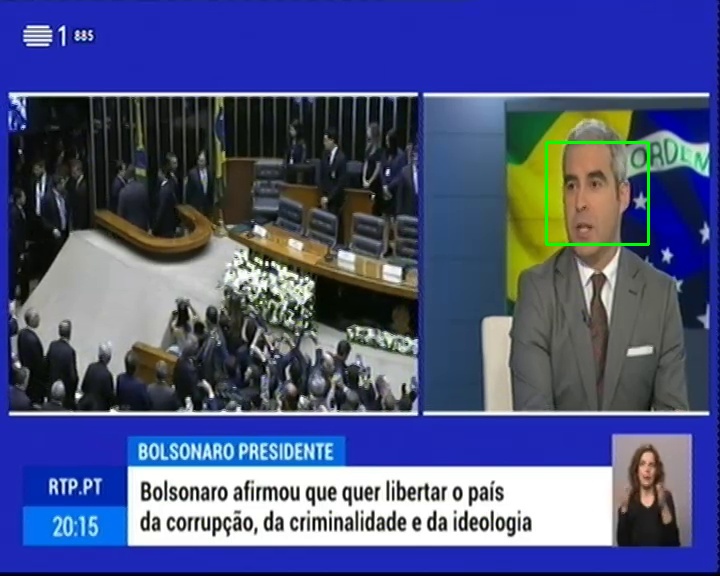 1 885
ORDEM
BOLSONARO PRESIDENTE
RTP.PT
Bolsonaro afirmou que quer libertar o país
20:15
da corrupção, da criminalidade e da ideologia